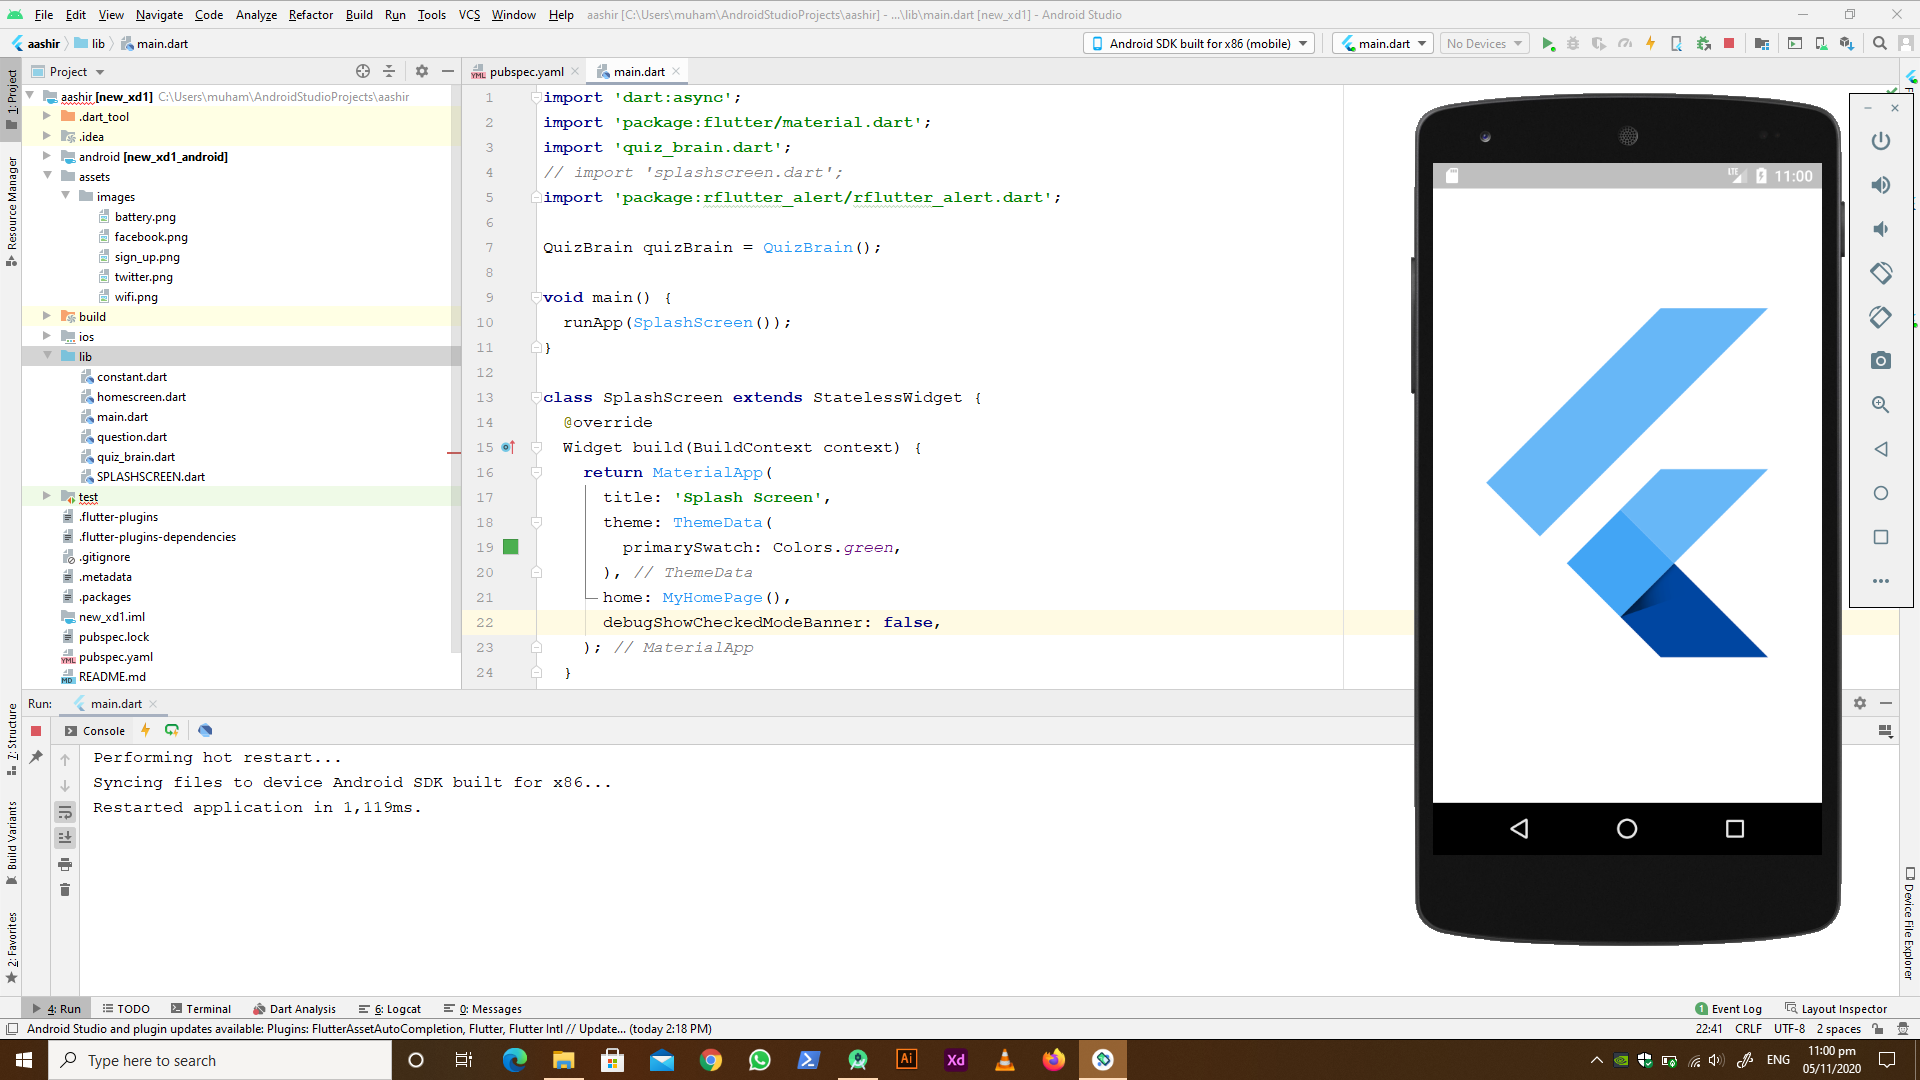 File Edit View Navigate Code Analyze Refactor Build Run Tools VCS Window Help aashir [C:\Users\muham\AndroidStudioProjects\aashir] - ...\lib\main.dart [new_xd1] - Android Studio
aashir lib main.dart
Android SDK built for x86 (mobile) main.dart No Devices
Project
pubspec.yaml main.dart
1: Project
Resource Manager
7: Structure
Build Variants
2: Favorites
aashir [new_xd1] C:\Users\muham\AndroidStudioProjects\aashir
.dart_tool
.idea
android [new_xd1_android]
assets
images
battery.png
facebook.png
sign_up.png
twitter.png
wifi.png
build
ios
lib
constant.dart
homescreen.dart
main.dart
question.dart
quiz_brain.dart
SPLASHSCREEN.dart
test
.flutter-plugins
.flutter-plugins-dependencies
.gitignore
.metadata
.packages
new_xd1.iml
pubspec.lock
pubspec.yaml
README.md
1 import 'dart:async';
2 import 'package:flutter/material.dart';
3 import 'quiz_brain.dart';
4 // import 'splashscreen.dart';
5 import 'package:rflutter_alert/rflutter_alert.dart';
6
7 QuizBrain quizBrain = QuizBrain();
8
9 void main() {
10 runApp(SplashScreen());
11 }
12
13 class SplashScreen extends StatelessWidget {
14 @override
15 Widget build(BuildContext context) {
16 return MaterialApp(
17 title: 'Splash Screen',
18 theme: ThemeData(
19 primarySwatch: Colors.green,
20 ), // ThemeData
21 home: MyHomePage(),
22 debugShowCheckedModeBanner: false,
23 ); // MaterialApp
24 }
LTE 11:00
Run: main.dart
Console
Performing hot restart...
Syncing files to device Android SDK built for x86...
Restarted application in 1,119ms.
Device File Explorer
4: Run TODO Terminal Dart Analysis 6: Logcat 0: Messages 1 Event Log Layout Inspector
Android Studio and plugin updates available: Plugins: FlutterAssetAutoCompletion, Flutter, Flutter Intl // Update... (today 2:18 PM) 22:41 CRLF UTF-8 2 spaces
Type here to search
Ai Xd
ENG
11:00 pm
05/11/2020